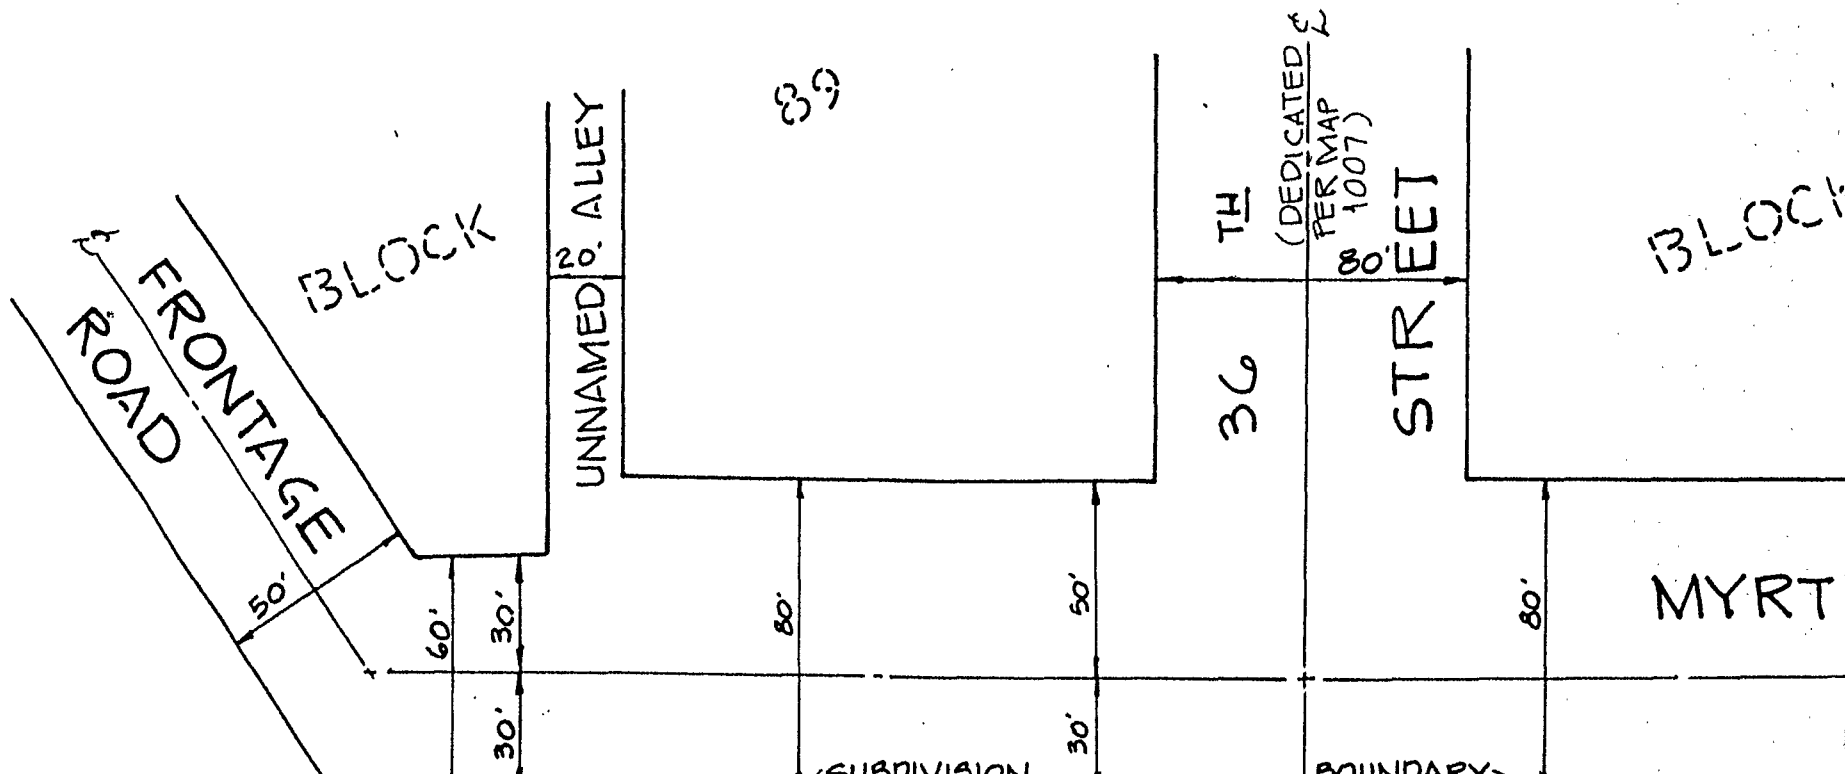 BLOCK
89
BLOCK
FRONTAGE
ROAD
50'
20'
UNNAMED ALLEY
36 TH
STREET
(DEDICATED
PER MAP
1007)
℄
80'
60'
30'
30'
80'
50'
30'
80'
MYRT
SUBDIVISION
BOUNDARY
℄